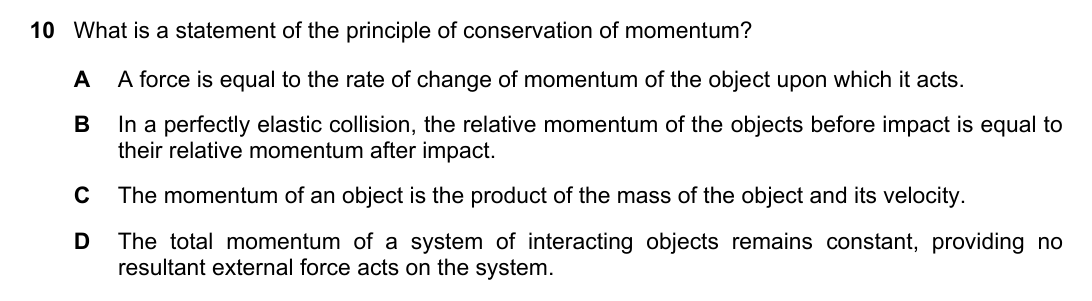 10 What is a statement of the principle of conservation of momentum?
A A force is equal to the rate of change of momentum of the object upon which it acts.
B In a perfectly elastic collision, the relative momentum of the objects before impact is equal to
their relative momentum after impact.
C The momentum of an object is the product of the mass of the object and its velocity.
D The total momentum of a system of interacting objects remains constant, providing no
resultant external force acts on the system.